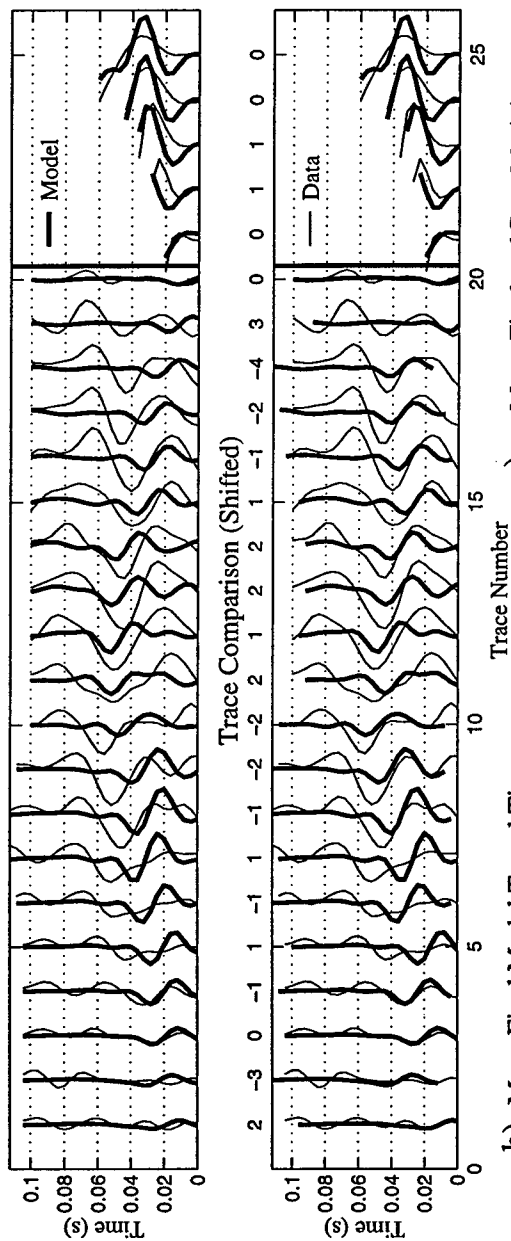 Time (s)
0.1
0.08
0.06
0.04
0.02
0
Model
2 −3 0 −1 1 −1 1 −1 −2 −2 2 1 2 2 1 −1 −2 −4 3 0 0 1 1 0 0
Trace Comparison (Shifted)
Time (s)
0.1
0.08
0.06
0.04
0.02
0
Data
0 5 10 15 20 25
Trace Number